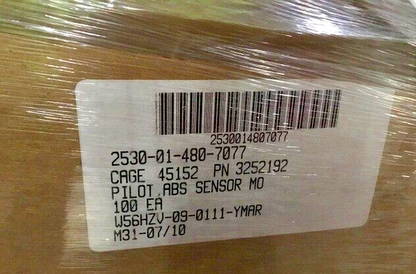 2530014807077
2530-01-480-7077
CAGE 45152 PN 3252192
PILOT,ABS SENSOR MO
100 EA
W56HZV-09-0111-YMAR
M31-07/10